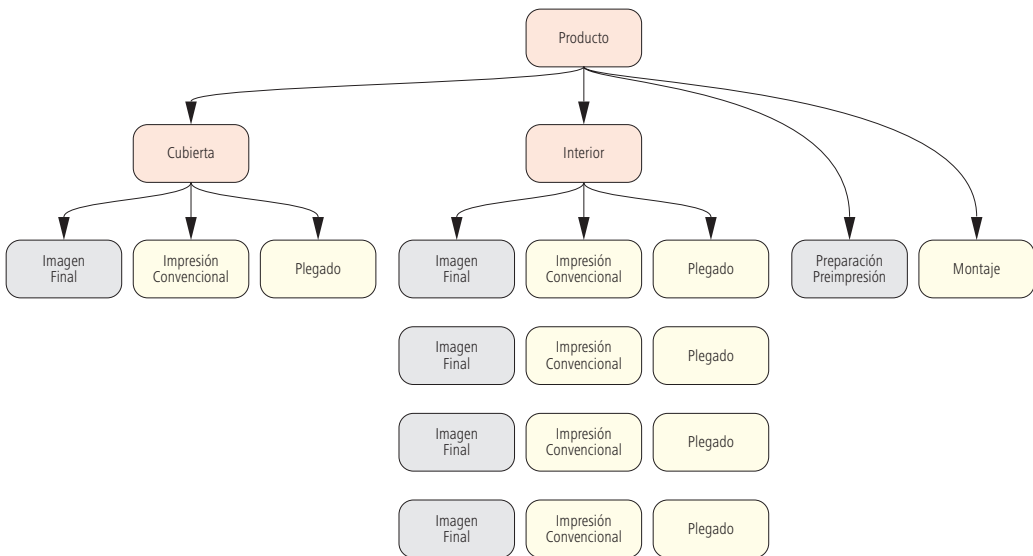 Producto
Cubierta
Interior
Imagen
Final
Impresión
Convencional
Plegado
Imagen
Final
Impresión
Convencional
Plegado
Preparación
Preimpresión
Montaje
Imagen
Final
Impresión
Convencional
Plegado
Imagen
Final
Impresión
Convencional
Plegado
Imagen
Final
Impresión
Convencional
Plegado